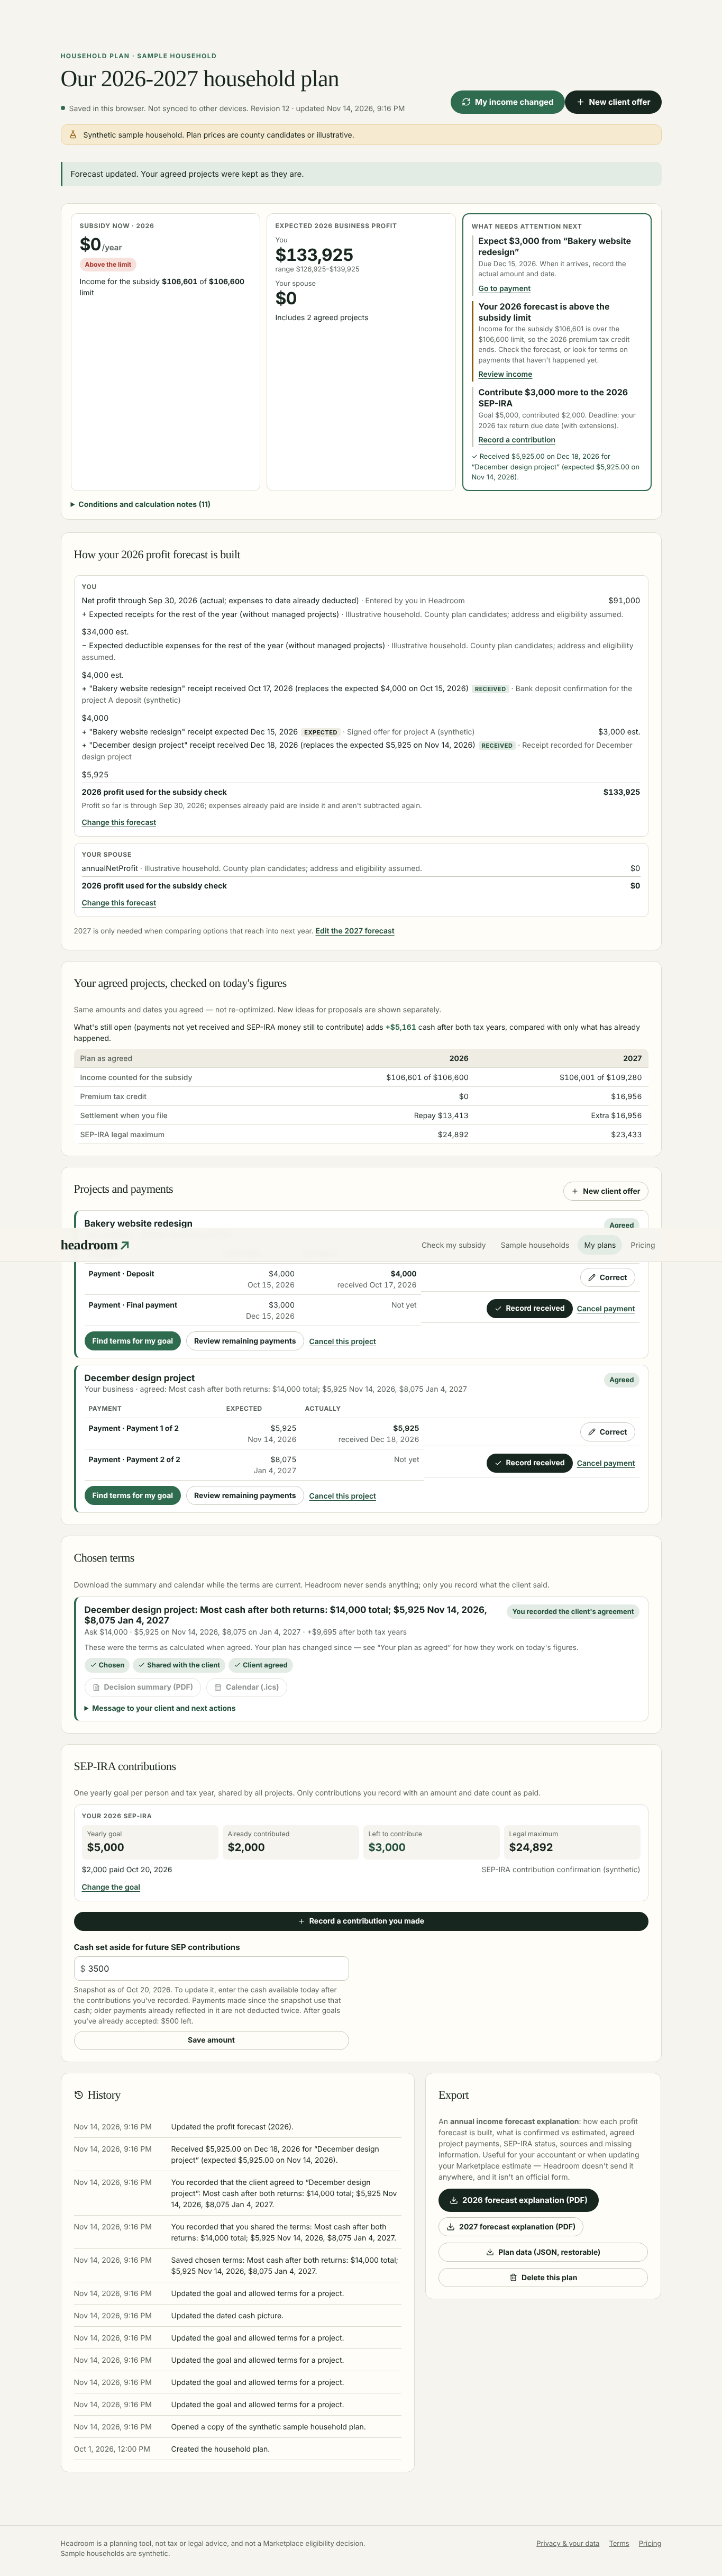 HOUSEHOLD PLAN · SAMPLE HOUSEHOLD
Our 2026-2027 household plan
Saved in this browser. Not synced to other devices. Revision 12 · updated Nov 14, 2026, 9:16 PM
My income changed
New client offer
Synthetic sample household. Plan prices are county candidates or illustrative.
Forecast updated. Your agreed projects were kept as they are.
SUBSIDY NOW · 2026
$0/year
Above the limit
Income for the subsidy $106,601 of $106,600
limit
EXPECTED 2026 BUSINESS PROFIT
You
$133,925
range $126,925–$139,925
Your spouse
$0
Includes 2 agreed projects
WHAT NEEDS ATTENTION NEXT
Expect $3,000 from “Bakery website
redesign”
Due Dec 15, 2026. When it arrives, record the
actual amount and date.
Go to payment
Your 2026 forecast is above the
subsidy limit
Income for the subsidy $106,601 is over the
$106,600 limit, so the 2026 premium tax credit
ends. Check the forecast, or look for terms on
payments that haven't happened yet.
Review income
Contribute $3,000 more to the 2026
SEP-IRA
Goal $5,000, contributed $2,000. Deadline: your
2026 tax return due date (with extensions).
Record a contribution
✓ Received $5,925.00 on Dec 18, 2026 for
“December design project” (expected $5,925.00 on
Nov 14, 2026).
Conditions and calculation notes (11)
How your 2026 profit forecast is built
YOU
Net profit through Sep 30, 2026 (actual; expenses to date already deducted) · Entered by you in Headroom $91,000
+ Expected receipts for the rest of the year (without managed projects) · Illustrative household. County plan candidates; address and eligibility assumed.
$34,000 est.
− Expected deductible expenses for the rest of the year (without managed projects) · Illustrative household. County plan candidates; address and eligibility
assumed.
$4,000 est.
+ "Bakery website redesign" receipt received Oct 17, 2026 (replaces the expected $4,000 on Oct 15, 2026) RECEIVED · Bank deposit confirmation for the
project A deposit (synthetic)
$4,000
+ "Bakery website redesign" receipt expected Dec 15, 2026 EXPECTED · Signed offer for project A (synthetic) $3,000 est.
+ "December design project" receipt received Dec 18, 2026 (replaces the expected $5,925 on Nov 14, 2026) RECEIVED · Receipt recorded for December
design project
$5,925
2026 profit used for the subsidy check $133,925
Profit so far is through Sep 30, 2026; expenses already paid are inside it and aren't subtracted again.
Change this forecast
YOUR SPOUSE
annualNetProfit · Illustrative household. County plan candidates; address and eligibility assumed. $0
2026 profit used for the subsidy check $0
Change this forecast
2027 is only needed when comparing options that reach into next year. Edit the 2027 forecast
Your agreed projects, checked on today's figures
Same amounts and dates you agreed — not re-optimized. New ideas for proposals are shown separately.
What's still open (payments not yet received and SEP-IRA money still to contribute) adds +$5,161 cash after both tax years, compared with only what has already
happened.
Plan as agreed 2026 2027
Income counted for the subsidy $106,601 of $106,600 $106,001 of $109,280
Premium tax credit $0 $16,956
Settlement when you file Repay $13,413 Extra $16,956
SEP-IRA legal maximum $24,892 $23,433
Projects and payments
New client offer
Bakery website redesign Agreed
headroom
Check my subsidy Sample households My plans Pricing
Payment · Deposit $4,000 $4,000 Correct
Oct 15, 2026 received Oct 17, 2026
Payment · Final payment $3,000 Not yet Record received Cancel payment
Dec 15, 2026
Find terms for my goal Review remaining payments Cancel this project
December design project Agreed
Your business · agreed: Most cash after both returns: $14,000 total; $5,925 Nov 14, 2026, $8,075 Jan 4, 2027
PAYMENT EXPECTED ACTUALLY
Payment · Payment 1 of 2 $5,925 $5,925 Correct
Nov 14, 2026 received Dec 18, 2026
Payment · Payment 2 of 2 $8,075 Not yet Record received Cancel payment
Jan 4, 2027
Find terms for my goal Review remaining payments Cancel this project
Chosen terms
Download the summary and calendar while the terms are current. Headroom never sends anything; only you record what the client said.
December design project: Most cash after both returns: $14,000 total; $5,925 Nov 14, 2026,
$8,075 Jan 4, 2027
You recorded the client's agreement
Ask $14,000 · $5,925 on Nov 14, 2026, $8,075 on Jan 4, 2027 · +$9,695 after both tax years
These were the terms as calculated when agreed. Your plan has changed since — see “Your plan as agreed” for how they work on today's figures.
✓ Chosen ✓ Shared with the client ✓ Client agreed
Decision summary (PDF) Calendar (.ics)
Message to your client and next actions
SEP-IRA contributions
One yearly goal per person and tax year, shared by all projects. Only contributions you record with an amount and date count as paid.
YOUR 2026 SEP-IRA
Yearly goal Already contributed Left to contribute Legal maximum
$5,000 $2,000 $3,000 $24,892
$2,000 paid Oct 20, 2026 SEP-IRA contribution confirmation (synthetic)
Change the goal
Record a contribution you made
Cash set aside for future SEP contributions
$ 3500
Snapshot as of Oct 20, 2026. To update it, enter the cash available today after
the contributions you've recorded. Payments made since the snapshot use that
cash; older payments already reflected in it are not deducted twice. After goals
you've already accepted: $500 left.
Save amount
History
Nov 14, 2026, 9:16 PM Updated the profit forecast (2026).
Nov 14, 2026, 9:16 PM Received $5,925.00 on Dec 18, 2026 for “December design
project” (expected $5,925.00 on Nov 14, 2026).
Nov 14, 2026, 9:16 PM You recorded that the client agreed to “December design
project”: Most cash after both returns: $14,000 total; $5,925 Nov
14, 2026, $8,075 Jan 4, 2027.
Nov 14, 2026, 9:16 PM You recorded that you shared the terms: Most cash after both
returns: $14,000 total; $5,925 Nov 14, 2026, $8,075 Jan 4, 2027.
Nov 14, 2026, 9:16 PM Saved chosen terms: Most cash after both returns: $14,000 total;
$5,925 Nov 14, 2026, $8,075 Jan 4, 2027.
Nov 14, 2026, 9:16 PM Updated the goal and allowed terms for a project.
Nov 14, 2026, 9:16 PM Updated the dated cash picture.
Nov 14, 2026, 9:16 PM Updated the goal and allowed terms for a project.
Nov 14, 2026, 9:16 PM Updated the goal and allowed terms for a project.
Nov 14, 2026, 9:16 PM Updated the goal and allowed terms for a project.
Nov 14, 2026, 9:16 PM Updated the goal and allowed terms for a project.
Nov 14, 2026, 9:16 PM Opened a copy of the synthetic sample household plan.
Oct 1, 2026, 12:00 PM Created the household plan.
Export
An annual income forecast explanation: how each profit
forecast is built, what is confirmed vs estimated, agreed
project payments, SEP-IRA status, sources and missing
information. Useful for your accountant or when updating
your Marketplace estimate — Headroom doesn't send it
anywhere, and it isn't an official form.
2026 forecast explanation (PDF)
2027 forecast explanation (PDF)
Plan data (JSON, restorable)
Delete this plan
Headroom is a planning tool, not tax or legal advice, and not a Marketplace eligibility decision.
Sample households are synthetic.
Privacy & your data Terms Pricing